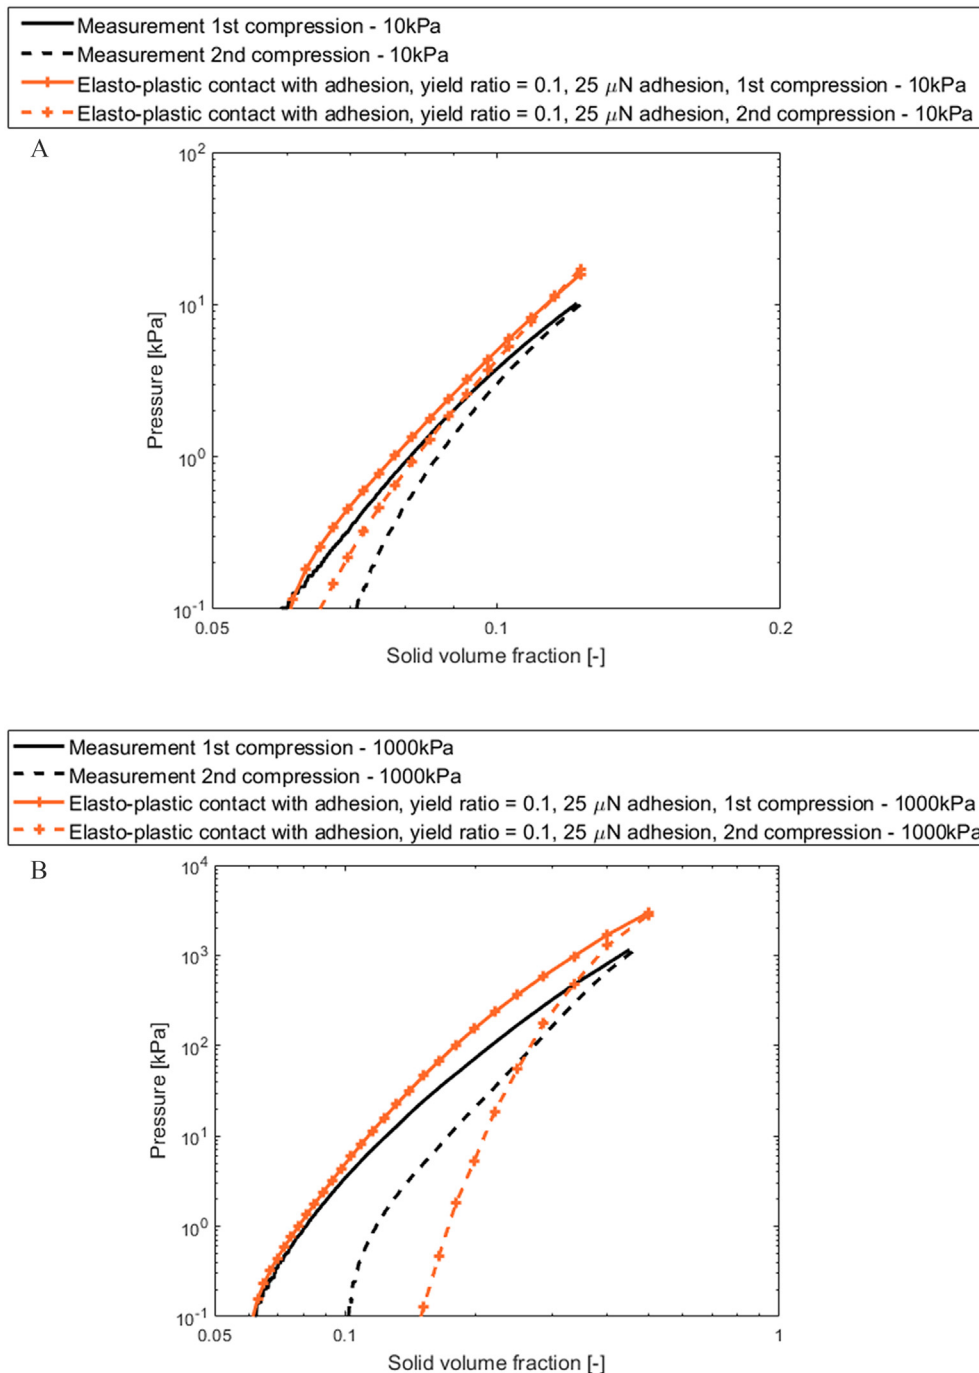 Measurement 1st compression - 10kPa
Measurement 2nd compression - 10kPa
Elasto-plastic contact with adhesion, yield ratio = 0.1, 25 μN adhesion, 1st compression - 10kPa
Elasto-plastic contact with adhesion, yield ratio = 0.1, 25 μN adhesion, 2nd compression - 10kPa
A
10^2
10^1
10^0
10^-1
Pressure [kPa]
0.05 0.1 0.2
Solid volume fraction [-]
Measurement 1st compression - 1000kPa
Measurement 2nd compression - 1000kPa
Elasto-plastic contact with adhesion, yield ratio = 0.1, 25 μN adhesion, 1st compression - 1000kPa
Elasto-plastic contact with adhesion, yield ratio = 0.1, 25 μN adhesion, 2nd compression - 1000kPa
B
10^4
10^3
10^2
10^1
10^0
10^-1
Pressure [kPa]
0.05 0.1 1
Solid volume fraction [-]